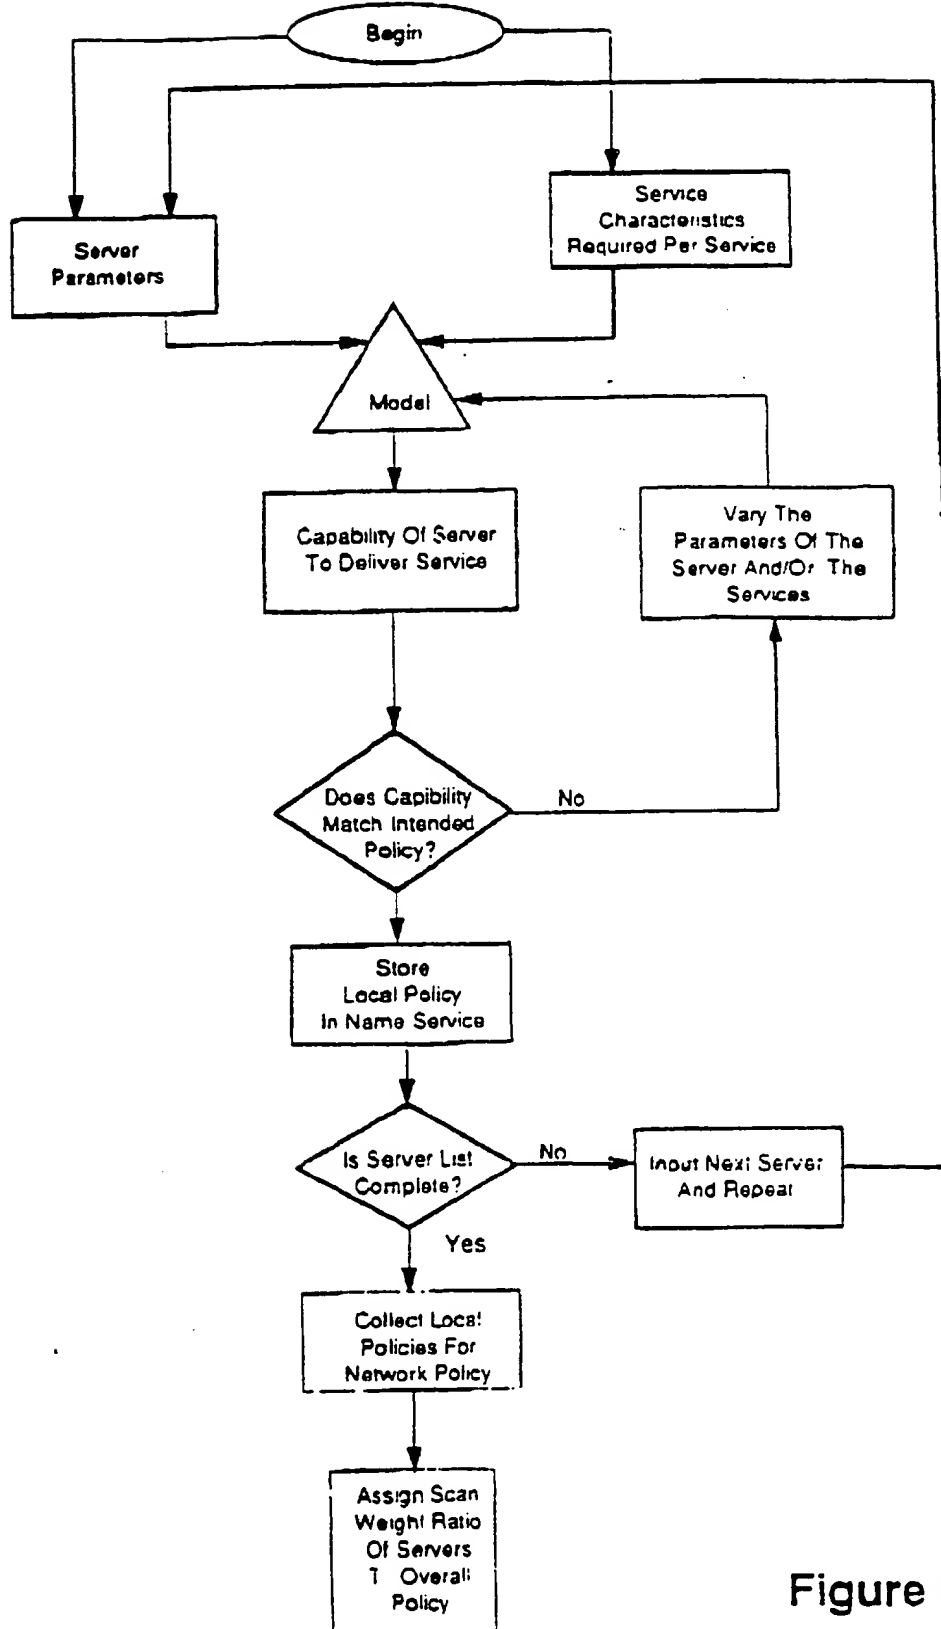 Begin
Service
Characteristics
Required Per Service
Server
Parameters
Model
Capability Of Server
To Deliver Service
Vary The
Parameters Of The
Server And/Or The
Services
Does Capibility
Match Intended
Policy?
No
Store
Local Policy
In Name Service
Is Server List
Complete?
No
Input Next Server
And Repeat
Yes
Collect Local
Policies For
Network Policy
Assign Scan
Weight Ratio
Of Servers
T Overall
Policy
Figure